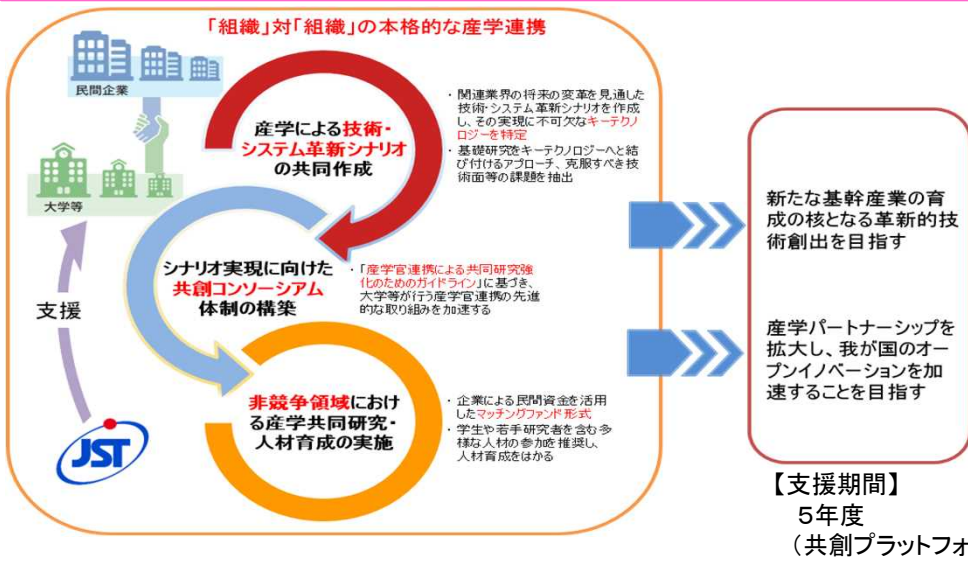 「組織」対「組織」の本格的な産学連携
民間企業
大学等
支援
JST
産学による技術・
システム革新シナリオ
の共同作成
・関連業界の将来の変革を見通した
技術・システム革新シナリオを作成
し、その実現に不可欠なキーテクノ
ロジーを特定
・基礎研究をキーテクノロジーへと結
び付けるアプローチ、克服すべき技
術面等の課題を抽出
シナリオ実現に向けた
共創コンソーシアム
体制の構築
・「産学官連携による共同研究強
化のためのガイドライン」に基づき、
大学等が行う産学官連携の先進
的な取り組みを加速する
非競争領域におけ
る産学共同研究・
人材育成の実施
・企業による民間資金を活用
したマッチングファンド形式
・学生や若手研究者を含む多
様な人材の参加を推奨し、
人材育成をはかる
新たな基幹産業の育
成の核となる革新的技
術創出を目指す
産学パートナーシップを
拡大し、我が国のオー
プンイノベーションを加
速することを目指す
【支援期間】
５年度
（共創プラットフォ